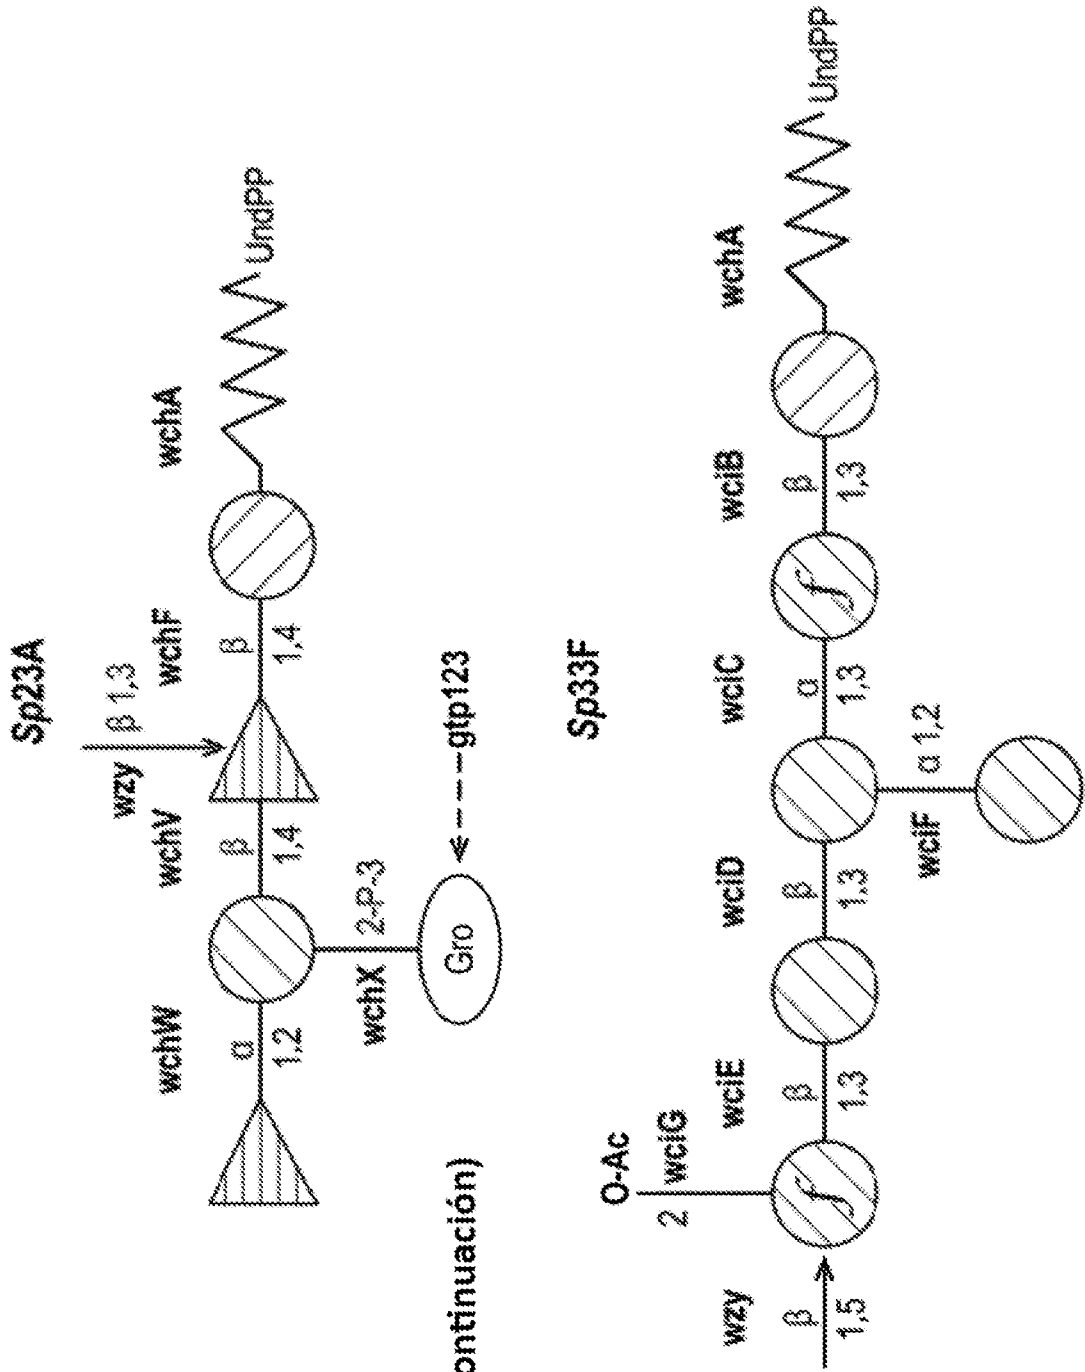 Sp23A
wzy β 1,3
wchW wchV wchF wchA
α β β
1,2 1,4 1,4
UndPP
wchX 2-P-3
Gro
gtp123
ontinuación)
Sp33F
O-Ac
2 wciG
wzy wciE wciD wciC wciB wchA
β β β α β
1,5 1,3 1,3 1,3 1,3
f f
UndPP
wciF α 1,2